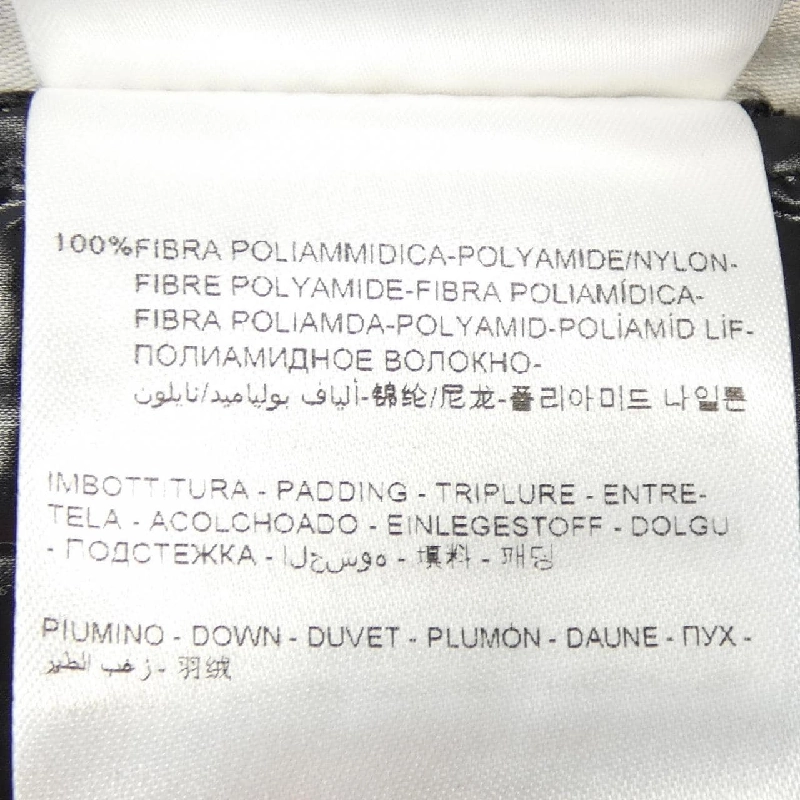 100%FIBRA POLIAMMIDICA-POLYAMIDE/NYLON-
FIBRE POLYAMIDE-FIBRA POLIAMÍDICA-
FIBRA POLIAMDA-POLYAMID-POLİAMİD LİF-
ПОЛИАМИДНОЕ ВОЛОКНО-
ألياف بولياميد/نايلون-锦纶/尼龙-폴리아미드 나일론
IMBOTTITURA - PADDING - TRIPLURE - ENTRE-
TELA - ACOLCHOADO - EINLEGESTOFF - DOLGU
- ПОДСТЕЖКА - - 填料 - 패딩
PIUMINO - DOWN - DUVET - PLUMÓN - DAUNE - ПУХ -
زغب الطير - 羽绒